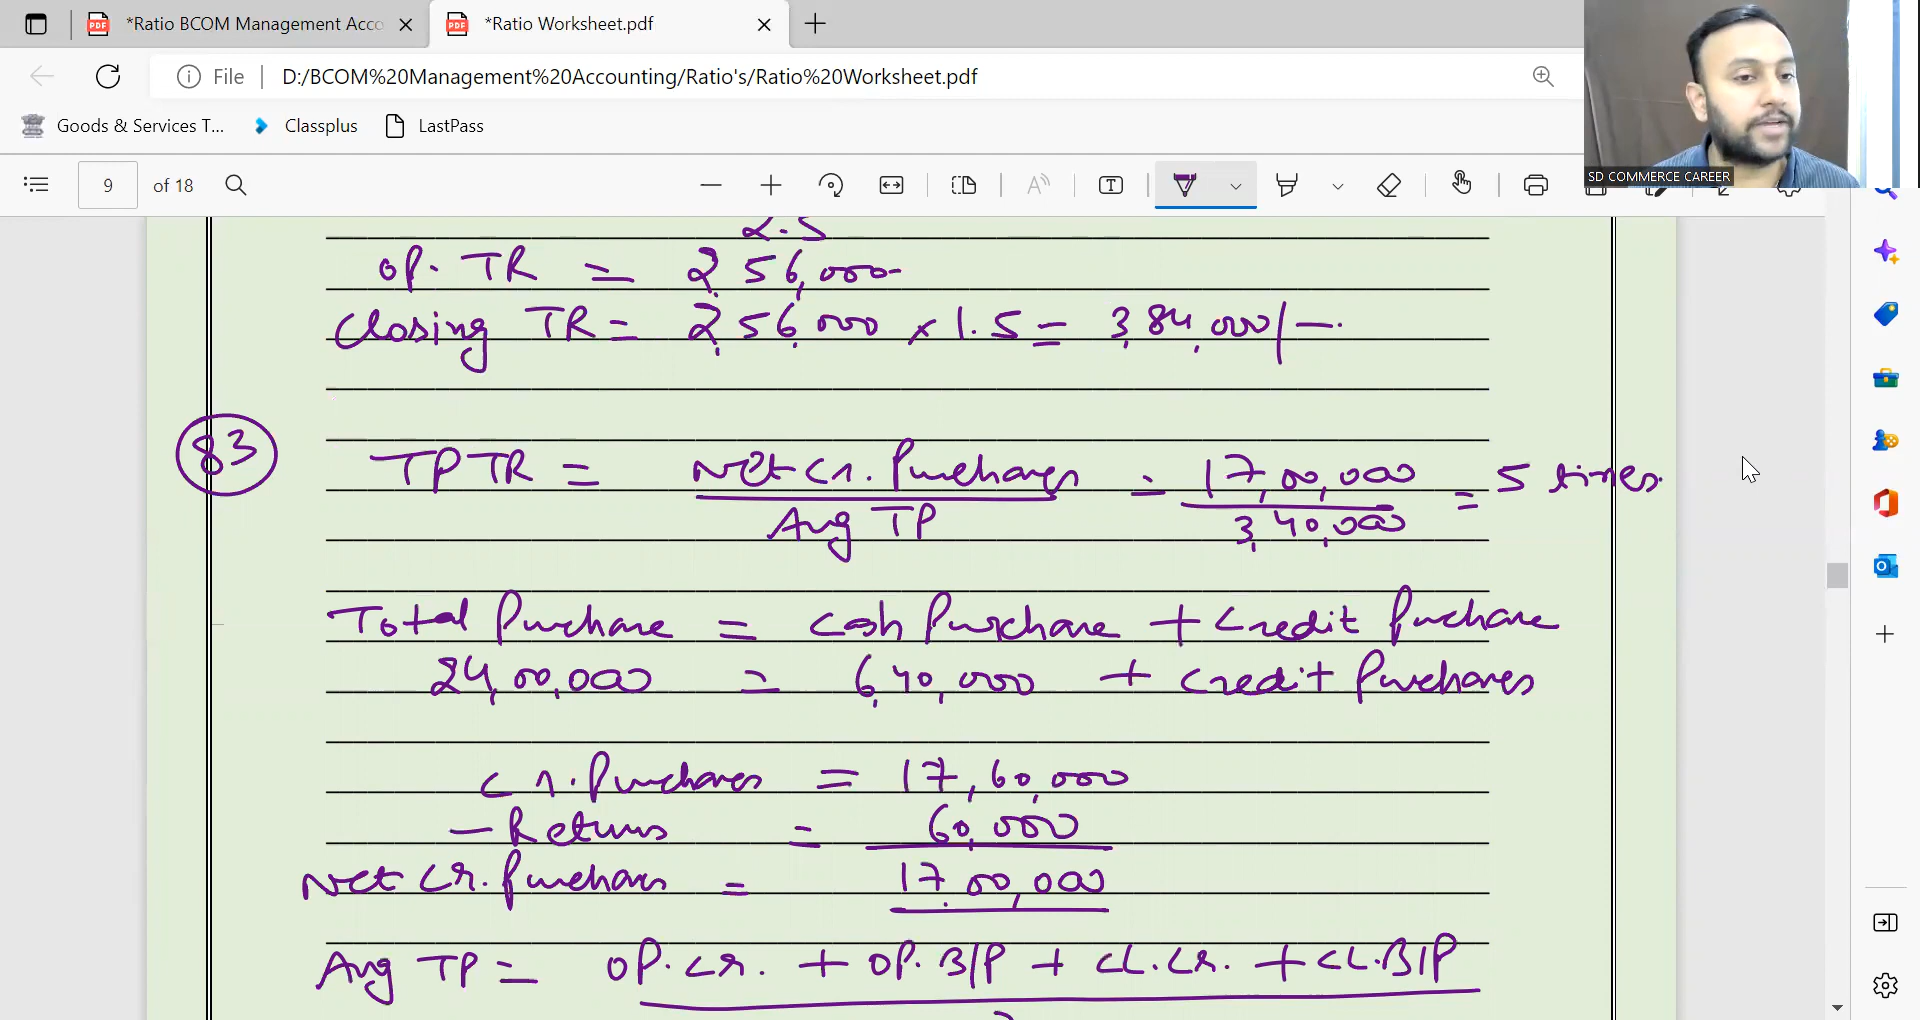 *Ratio BCOM Management Acco
*Ratio Worksheet.pdf
File
D:/BCOM%20Management%20Accounting/Ratio's/Ratio%20Worksheet.pdf
Goods & Services T...
Classplus
LastPass
SD COMMERCE CAREER
9 of 18
2.5
OP. TR = 2,56,000
Closing TR = 2,56,000 × 1.5 = 3,84,000/-
83
TPTR = Net Cr. Purchases = 17,00,000 = 5 times.
Avg TP 3,40,000
Total Purchase = Cash Purchase + Credit Purchase
24,00,000 = 6,40,000 + Credit Purchases
Cr. Purchases = 17,60,000
- Returns = 60,000
Net Cr. Purchases = 17,00,000
Avg TP = OP. Cr. + OP. B/P + CL. Cr. + CL. B/P